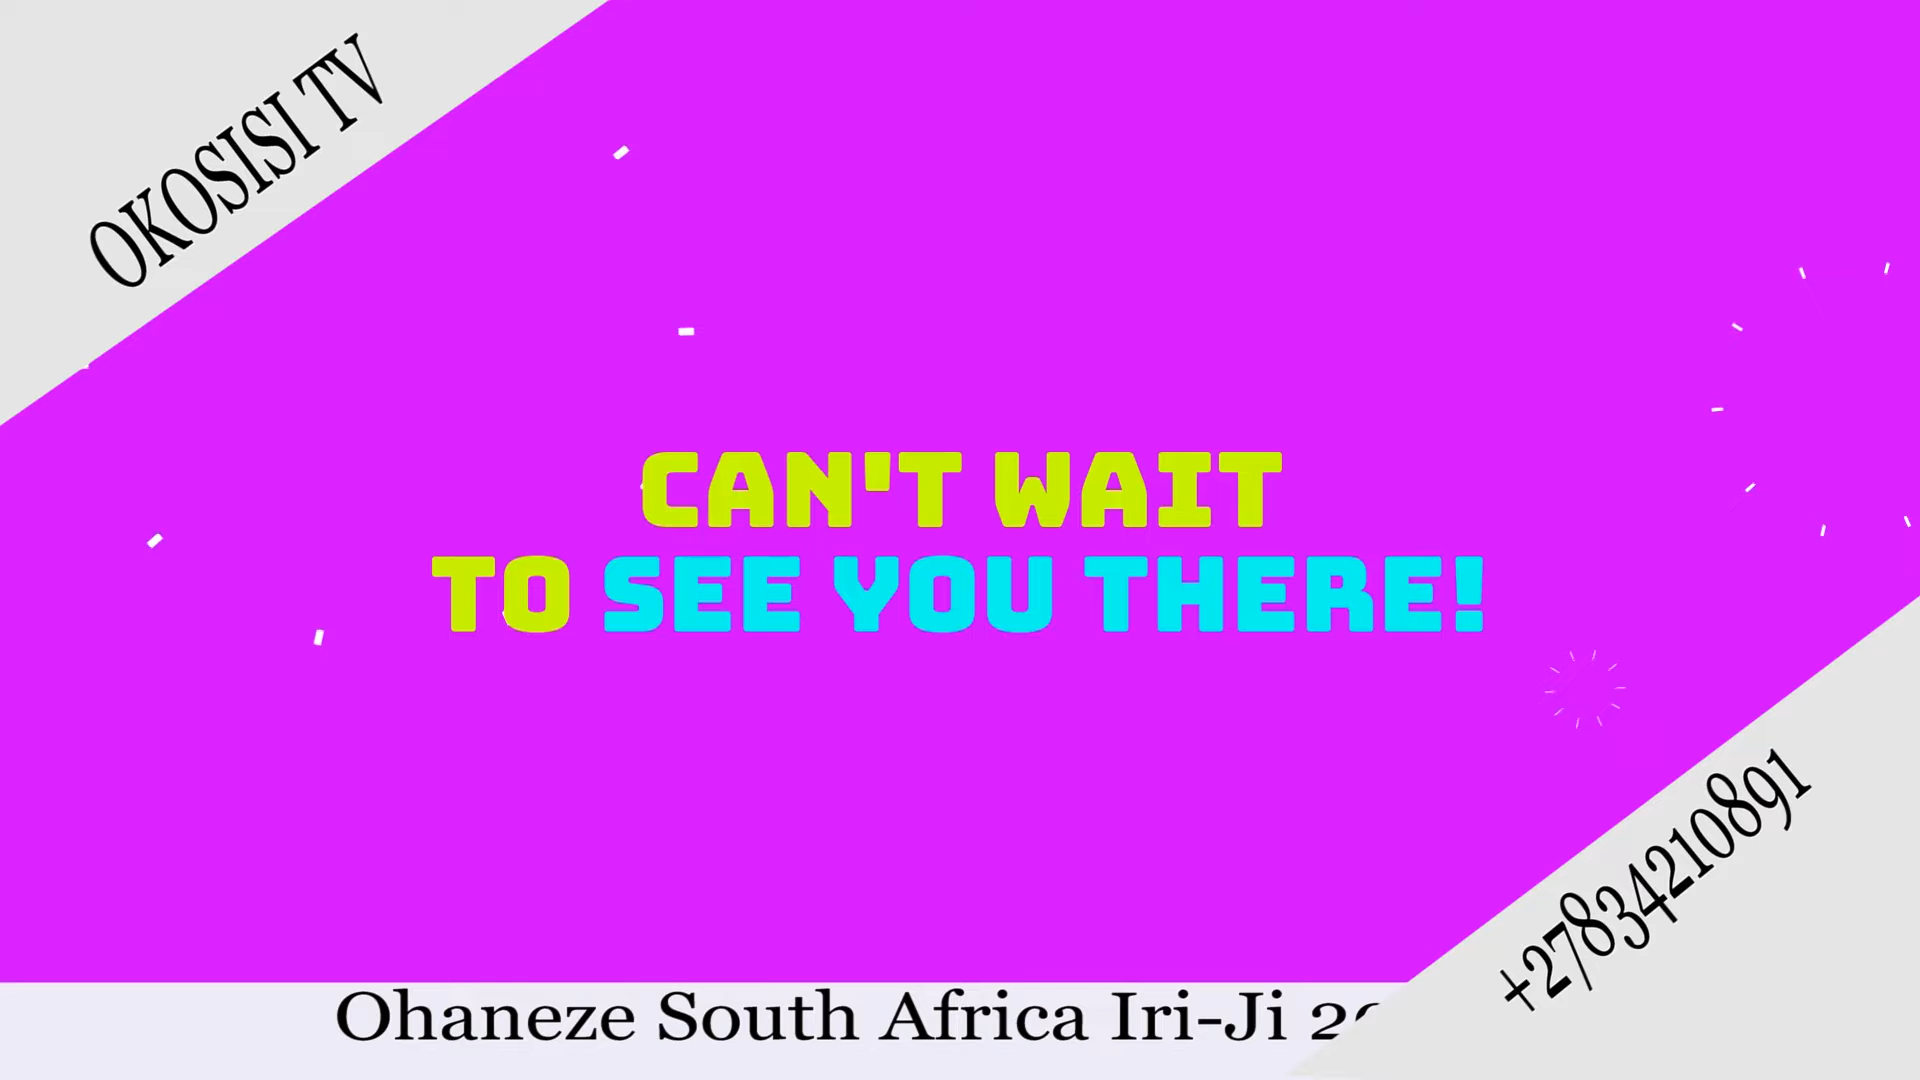 OKOSISI TV
CAN'T WAIT
TO SEE YOU THERE!
+27834210891
Ohaneze South Africa Iri-Ji